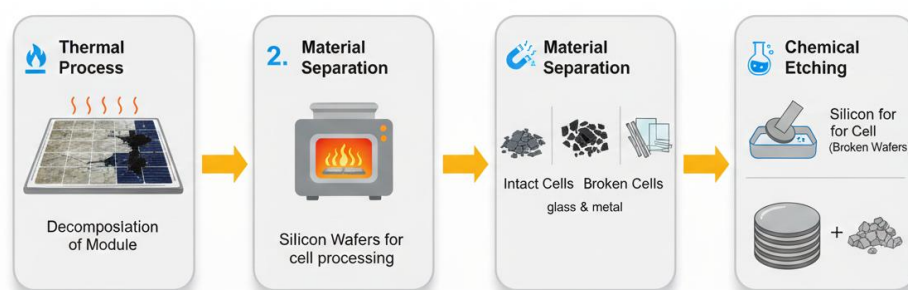 Thermal
Process
Decomposlation
of Module
2. Material
Separation
Silicon Wafers for
cell processing
Material
Separation
Intact Cells Broken Cells
glass & metal
Chemical
Etching
Silicon for
for Cell
(Broken Wafers
+